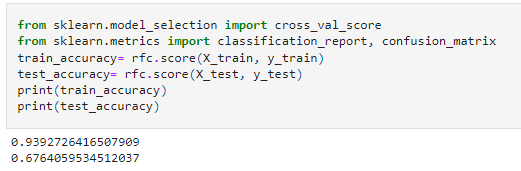 from sklearn.model_selection import cross_val_score
from sklearn.metrics import classification_report, confusion_matrix
train_accuracy= rfc.score(X_train, y_train)
test_accuracy= rfc.score(X_test, y_test)
print(train_accuracy)
print(test_accuracy)
0.9392726416507909
0.6764059534512037